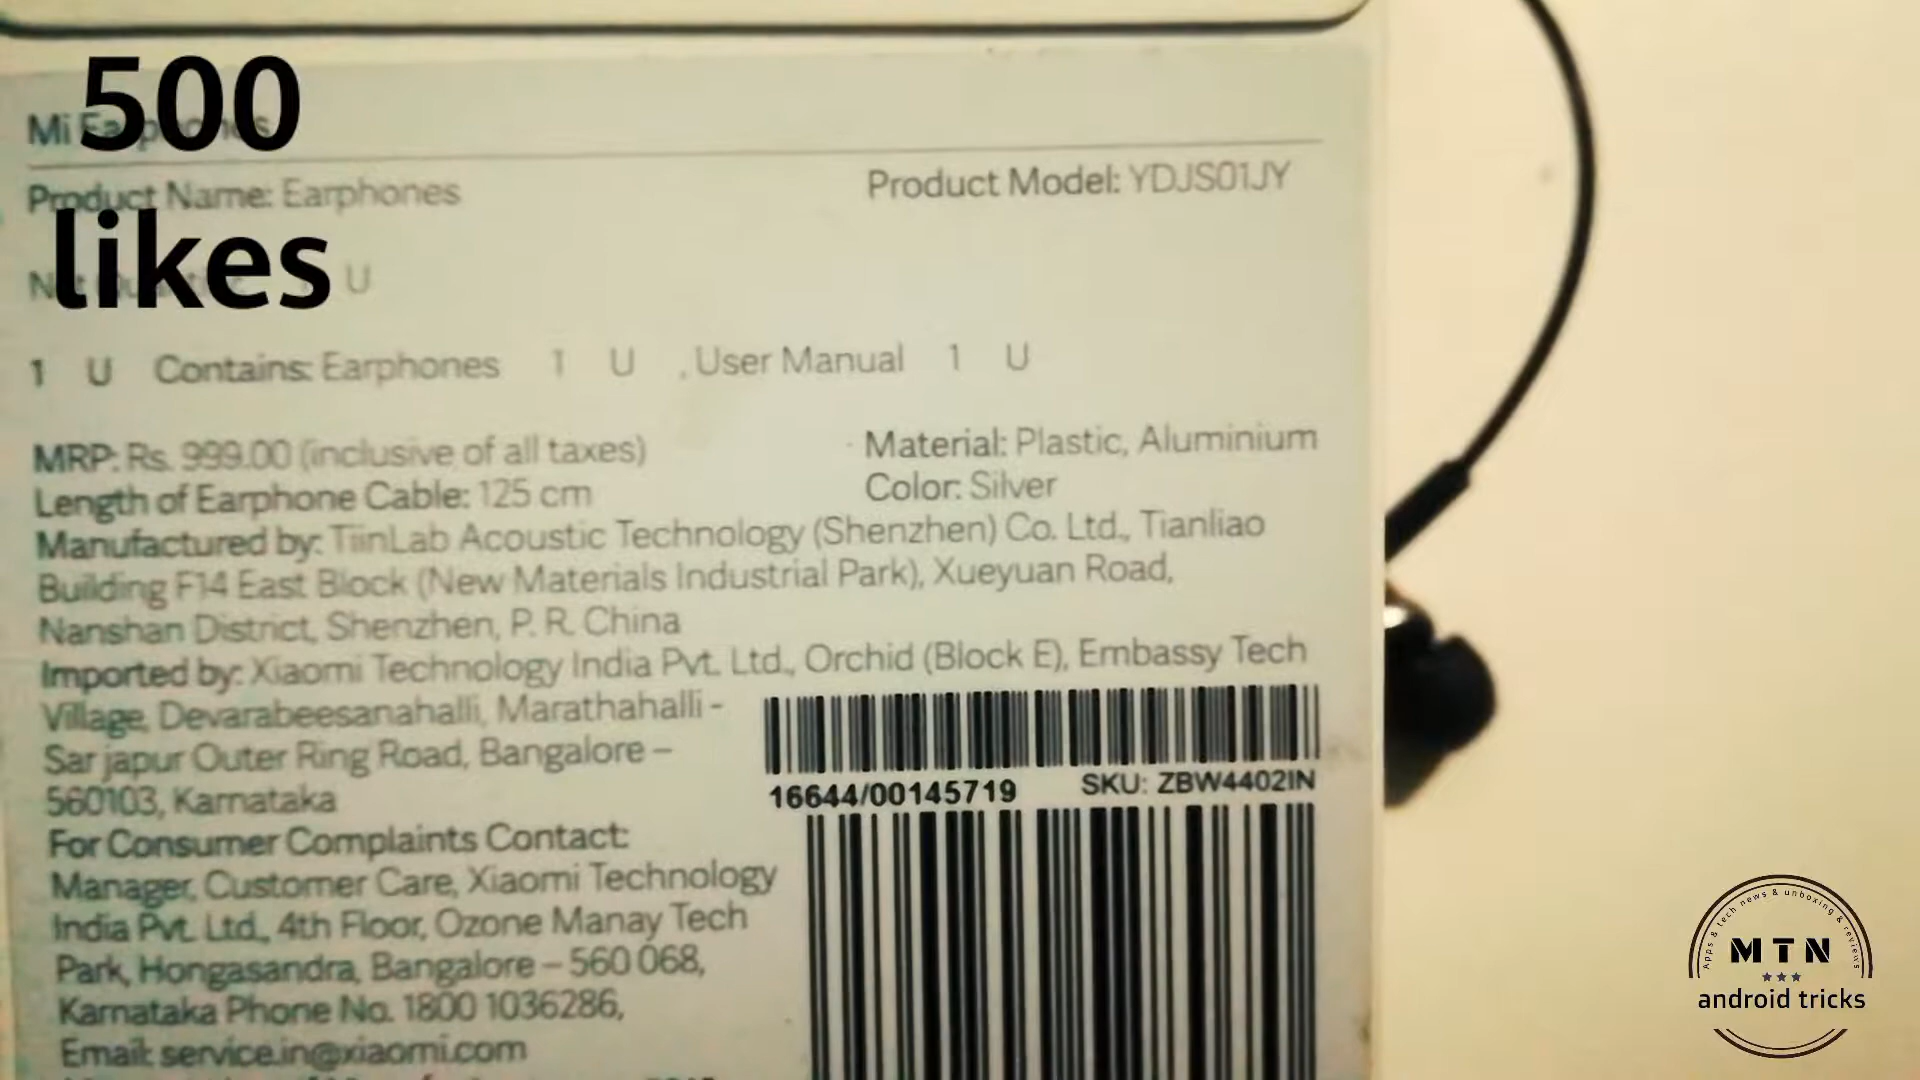 500
likes
Mi Earphones
Product Name: Earphones
Product Model: YDJS01JY
Net Quantity: U
1 U Contains: Earphones 1 U , User Manual 1 U
MRP: Rs. 999.00 (inclusive of all taxes)
Material: Plastic, Aluminium
Length of Earphone Cable: 125 cm
Color: Silver
Manufactured by: TiinLab Acoustic Technology (Shenzhen) Co. Ltd., Tianliao
Building F14 East Block (New Materials Industrial Park), Xueyuan Road,
Nanshan District, Shenzhen, P. R. China
Imported by: Xiaomi Technology India Pvt. Ltd., Orchid (Block E), Embassy Tech
Village, Devarabeesanahalli, Marathahalli -
Sarjapur Outer Ring Road, Bangalore –
560103, Karnataka
16644/00145719
SKU: ZBW4402IN
For Consumer Complaints Contact:
Manager, Customer Care, Xiaomi Technology
India Pvt. Ltd., 4th Floor, Ozone Manay Tech
Park, Hongasandra, Bangalore – 560 068,
Karnataka Phone No. 1800 1036286,
Email: service.in@xiaomi.com
Apps & tech news & unboxing & reviews
MTN
android tricks